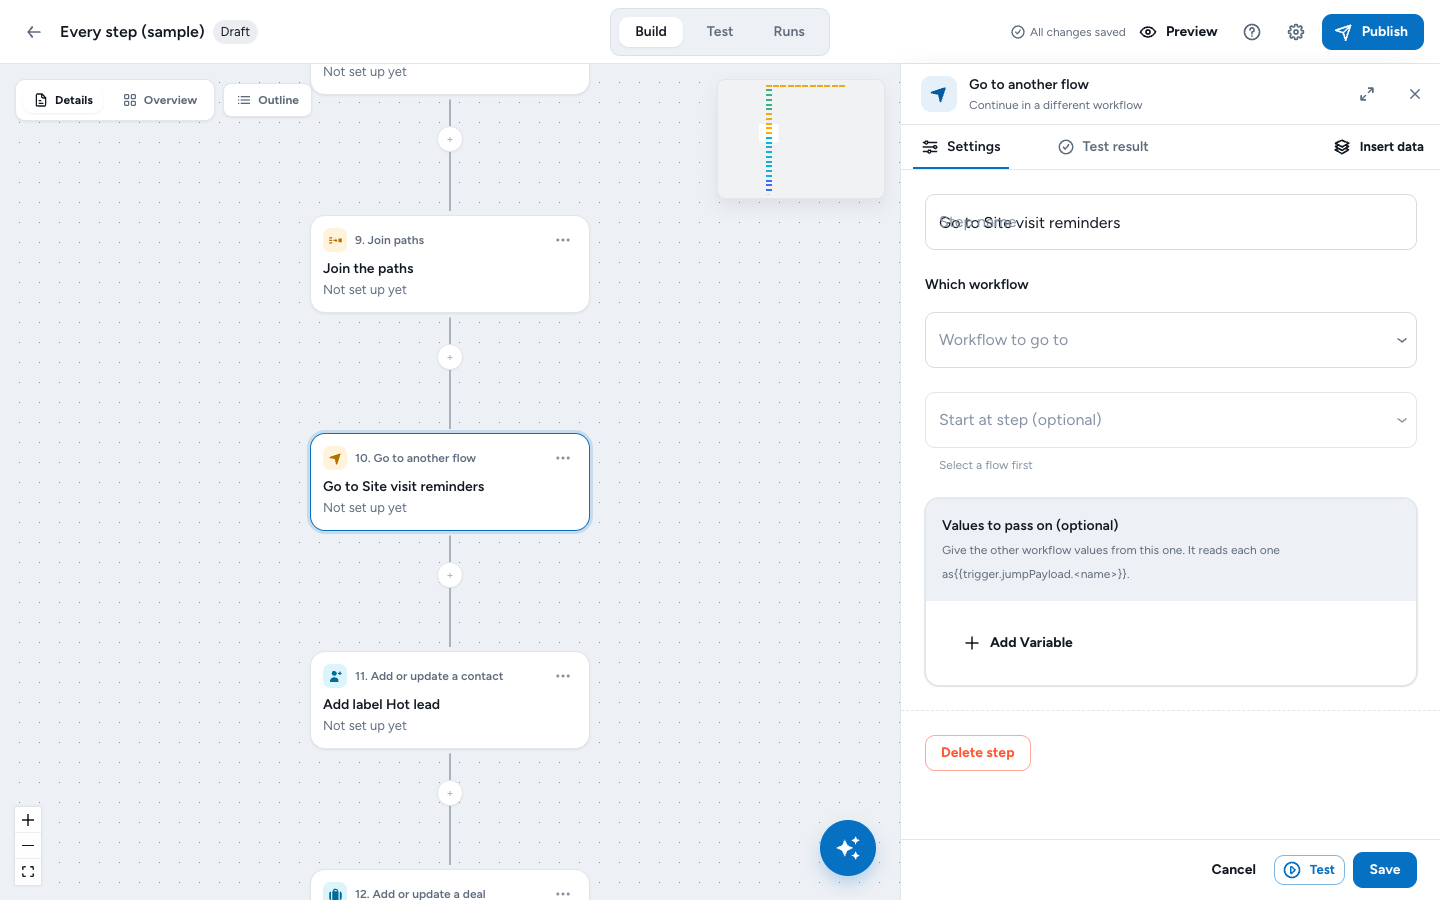 Every step (sample)
Draft
Build
Test
Runs
All changes saved
Preview
Publish
Details
Overview
Outline
Not set up yet
9. Join paths
Join the paths
Not set up yet
10. Go to another flow
Go to Site visit reminders
Not set up yet
11. Add or update a contact
Add label Hot lead
Not set up yet
12. Add or update a deal
Go to another flow
Continue in a different workflow
Settings
Test result
Insert data
Step name
Go to Site visit reminders
Which workflow
Workflow to go to
Start at step (optional)
Select a flow first
Values to pass on (optional)
Give the other workflow values from this one. It reads each one
as{{trigger.jumpPayload.<name>}}.
Add Variable
Delete step
Cancel
Test
Save